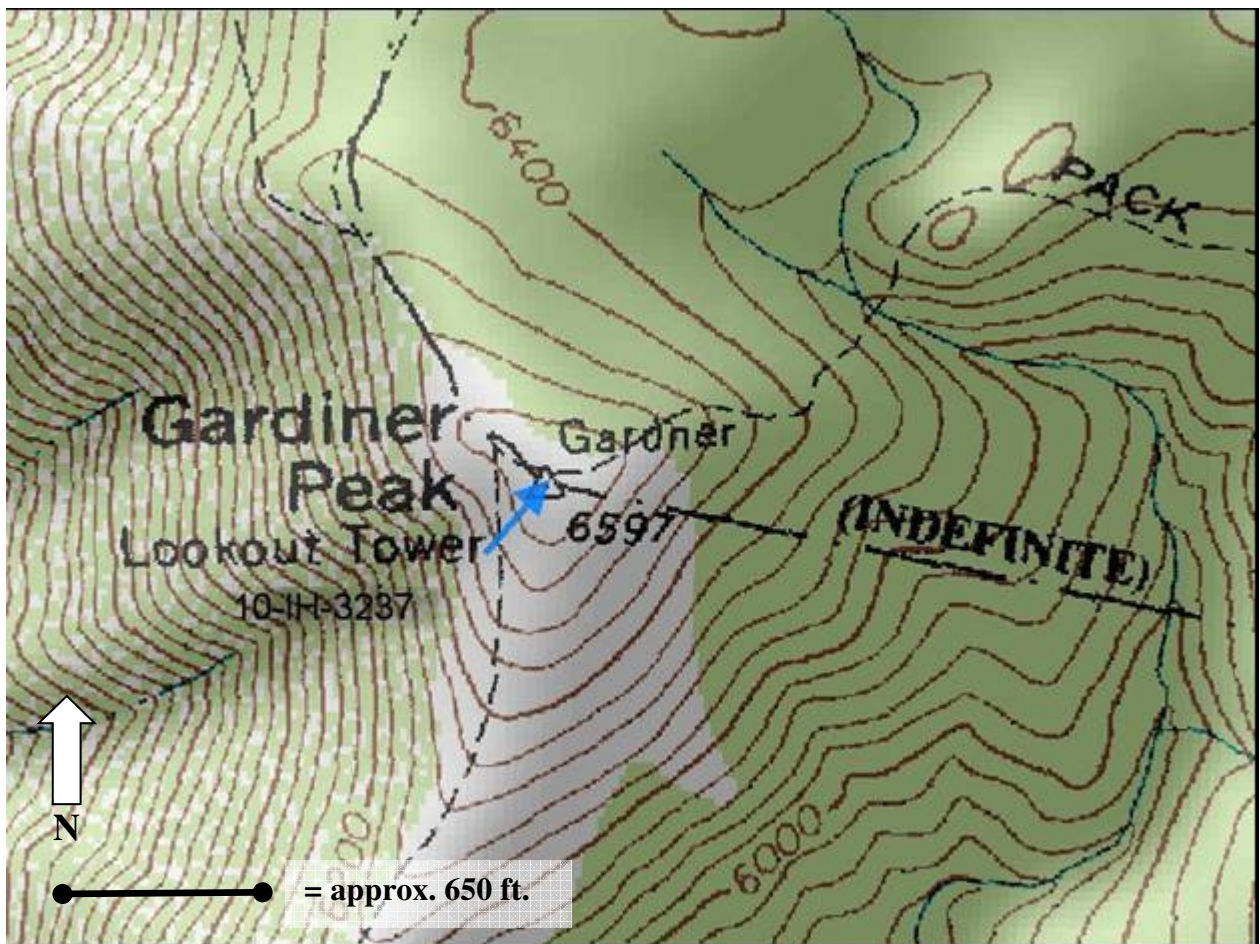 6400
PACK
Gardiner
Peak
Gardner
Lookout Tower
6597
(INDEFINITE)
10-IH-3237
N
6000
= approx. 650 ft.